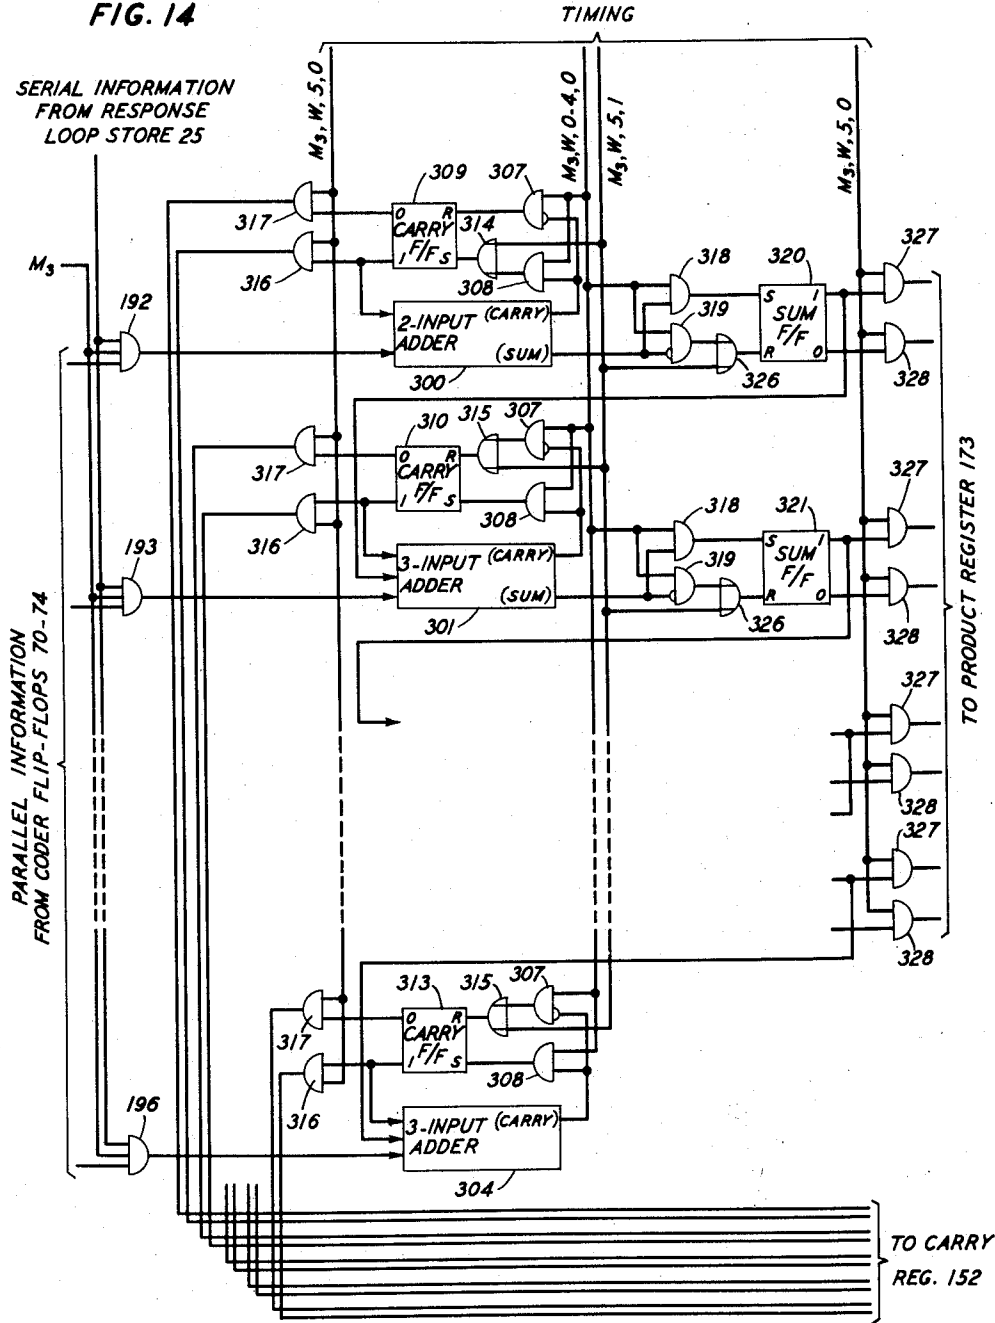 FIG. 14
TIMING
SERIAL INFORMATION
FROM RESPONSE
LOOP STORE 25
M3, W, 5, 0
M3, W, 0-4, 0
M3, W, 5, 1
M3, W, 5, 0
317
309
307
O R
CARRY
F/F
1 S
314
318
320
327
M3
316
308
192
2-INPUT (CARRY)
ADDER
(SUM)
300
319
S 1
SUM
F/F
R O
326
328
317
310
315
307
O R
CARRY
F/F
1 S
316
308
318
321
327
193
3-INPUT (CARRY)
ADDER
(SUM)
301
319
S 1
SUM
F/F
R O
326
328
PARALLEL INFORMATION
FROM CODER FLIP-FLOPS 70-74
TO PRODUCT REGISTER 173
327
328
327
328
317
313
315
307
O R
CARRY
F/F
1 S
316
308
196
3-INPUT (CARRY)
ADDER
304
TO CARRY
REG. 152